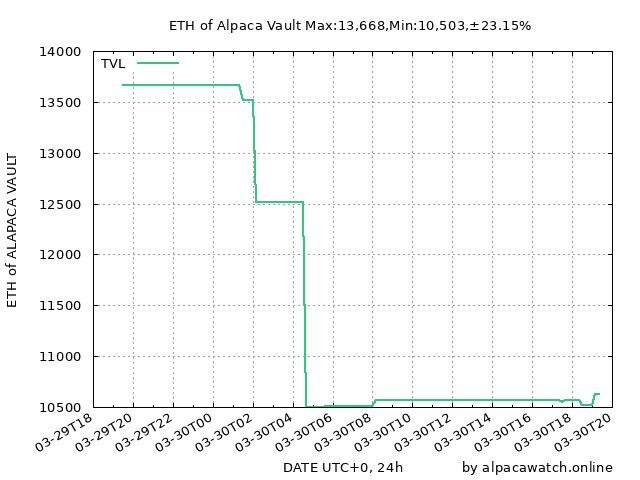 ETH of Alpaca Vault Max:13,668,Min:10,503,±23.15%
TVL
14000
13500
13000
12500
12000
11500
11000
10500
ETH of ALAPACA VAULT
03-29T18
03-29T20
03-29T22
03-30T00
03-30T02
03-30T04
03-30T06
03-30T08
03-30T10
03-30T12
03-30T14
03-30T16
03-30T18
03-30T20
DATE UTC+0, 24h
by alpacawatch.online